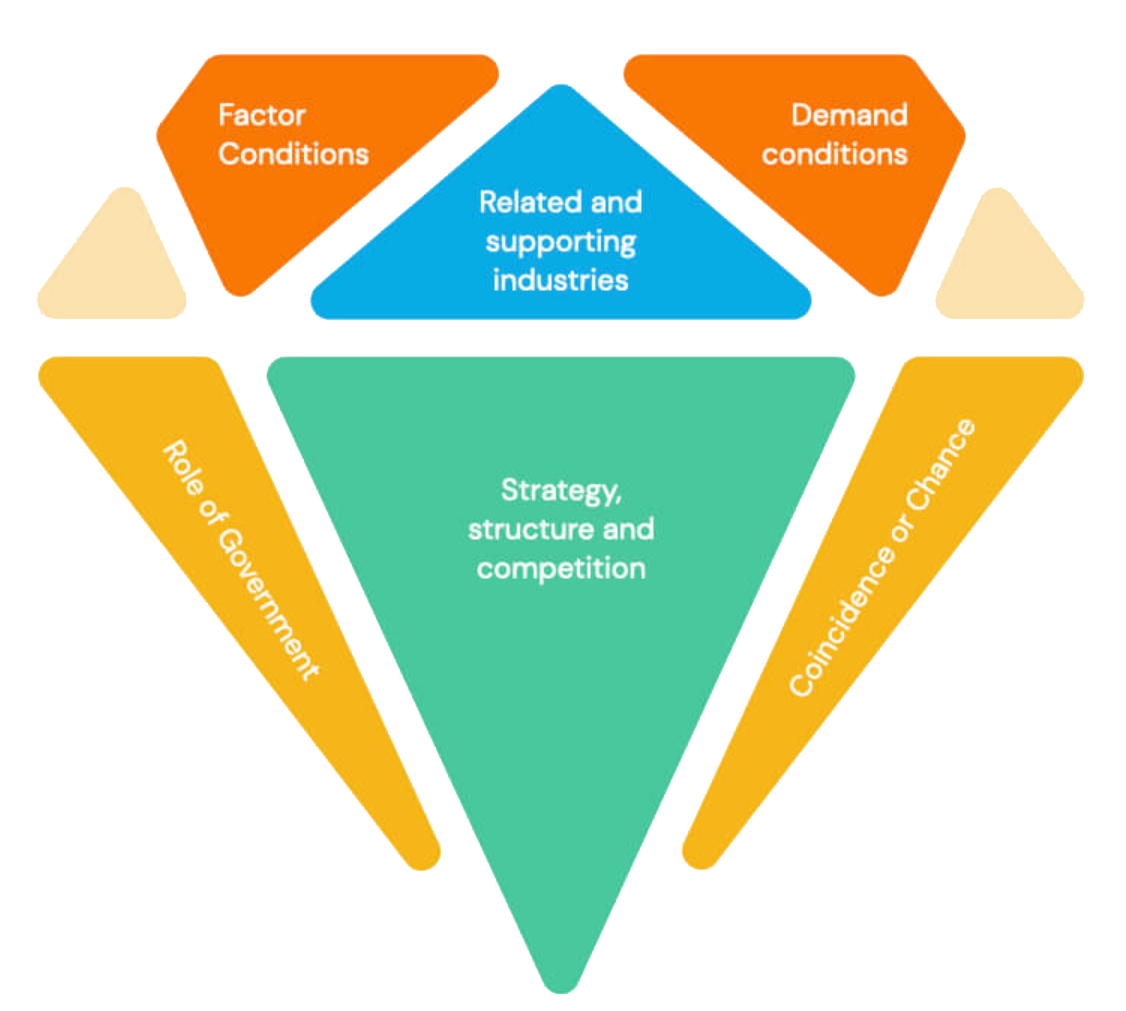 Factor
Conditions
Demand
conditions
Related and
supporting
industries
Role of Government
Strategy,
structure and
competition
Coincidence or Chance